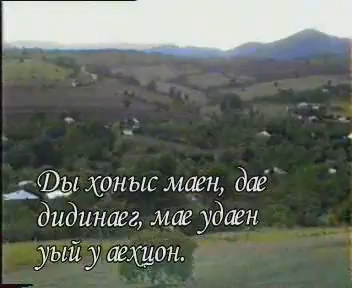 Ды хоныс маен, дае
дидинаег, мае удаен
уый у аехцон.